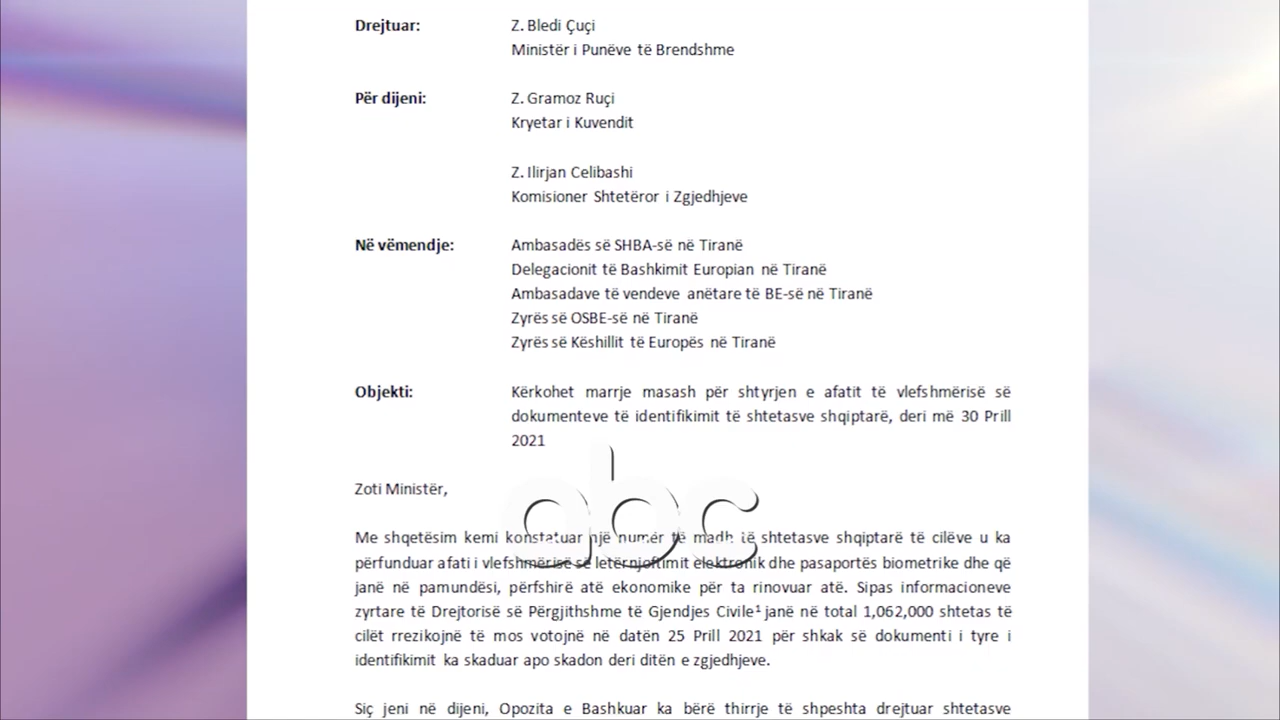 Drejtuar: Z. Bledi Çuçi
Ministër i Punëve të Brendshme
Për dijeni: Z. Gramoz Ruçi
Kryetar i Kuvendit
Z. Ilirjan Celibashi
Komisioner Shtetëror i Zgjedhjeve
Në vëmendje: Ambasadës së SHBA-së në Tiranë
Delegacionit të Bashkimit Europian në Tiranë
Ambasadave të vendeve anëtare të BE-së në Tiranë
Zyrës së OSBE-së në Tiranë
Zyrës së Këshillit të Europës në Tiranë
Objekti: Kërkohet marrje masash për shtyrjen e afatit të vlefshmërisë së
dokumenteve të identifikimit të shtetasve shqiptarë, deri më 30 Prill
2021
Zoti Ministër,
abc
Me shqetësim kemi konstatuar një numër të madh të shtetasve shqiptarë të cilëve u ka
përfunduar afati i vlefshmërisë së letërnjoftimit elektronik dhe pasaportës biometrike dhe që
janë në pamundësi, përfshirë atë ekonomike për ta rinovuar atë. Sipas informacioneve
zyrtare të Drejtorisë së Përgjithshme të Gjendjes Civile¹ janë në total 1,062,000 shtetas të
cilët rrezikojnë të mos votojnë në datën 25 Prill 2021 për shkak së dokumenti i tyre i
identifikimit ka skaduar apo skadon deri ditën e zgjedhjeve.
Siç jeni në dijeni, Opozita e Bashkuar ka bërë thirrje të shpeshta drejtuar shtetasve